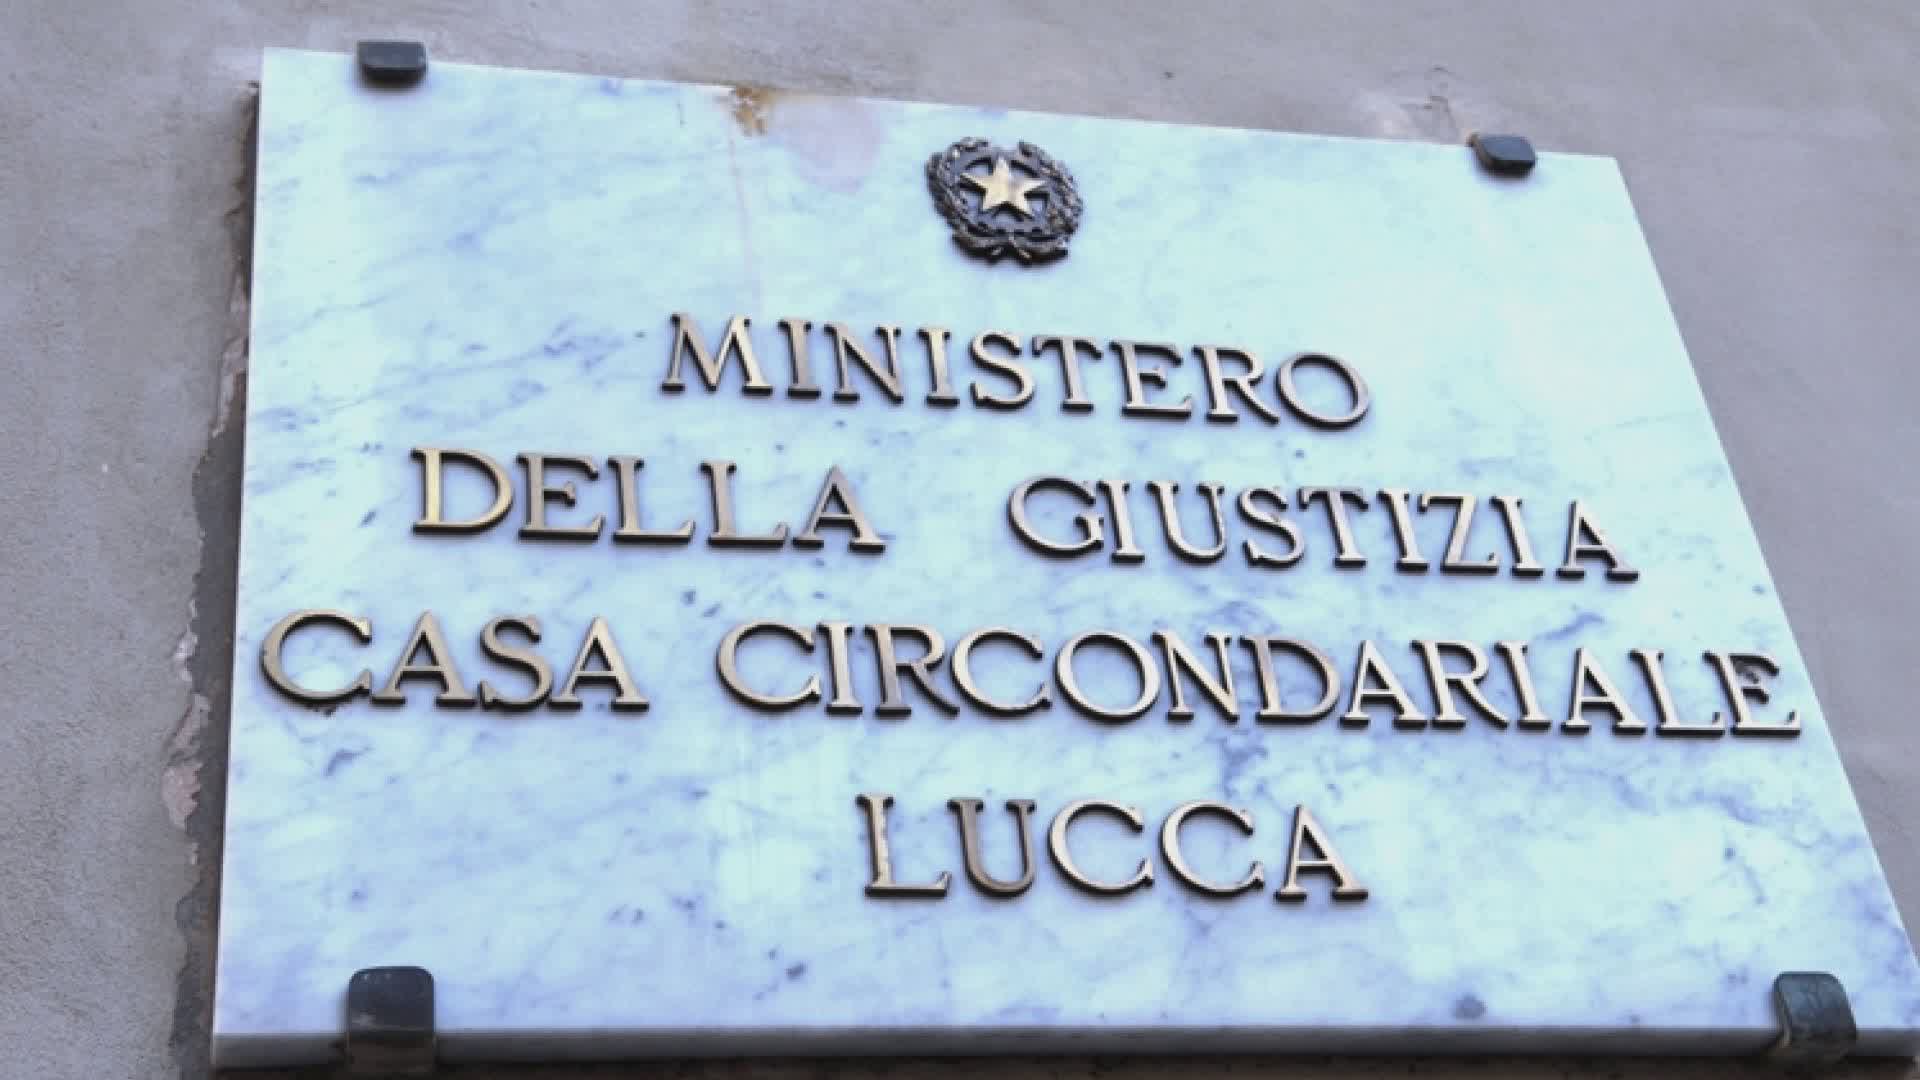 MINISTERO
DELLA GIUSTIZIA
CASA CIRCONDARIALE
LUCCA